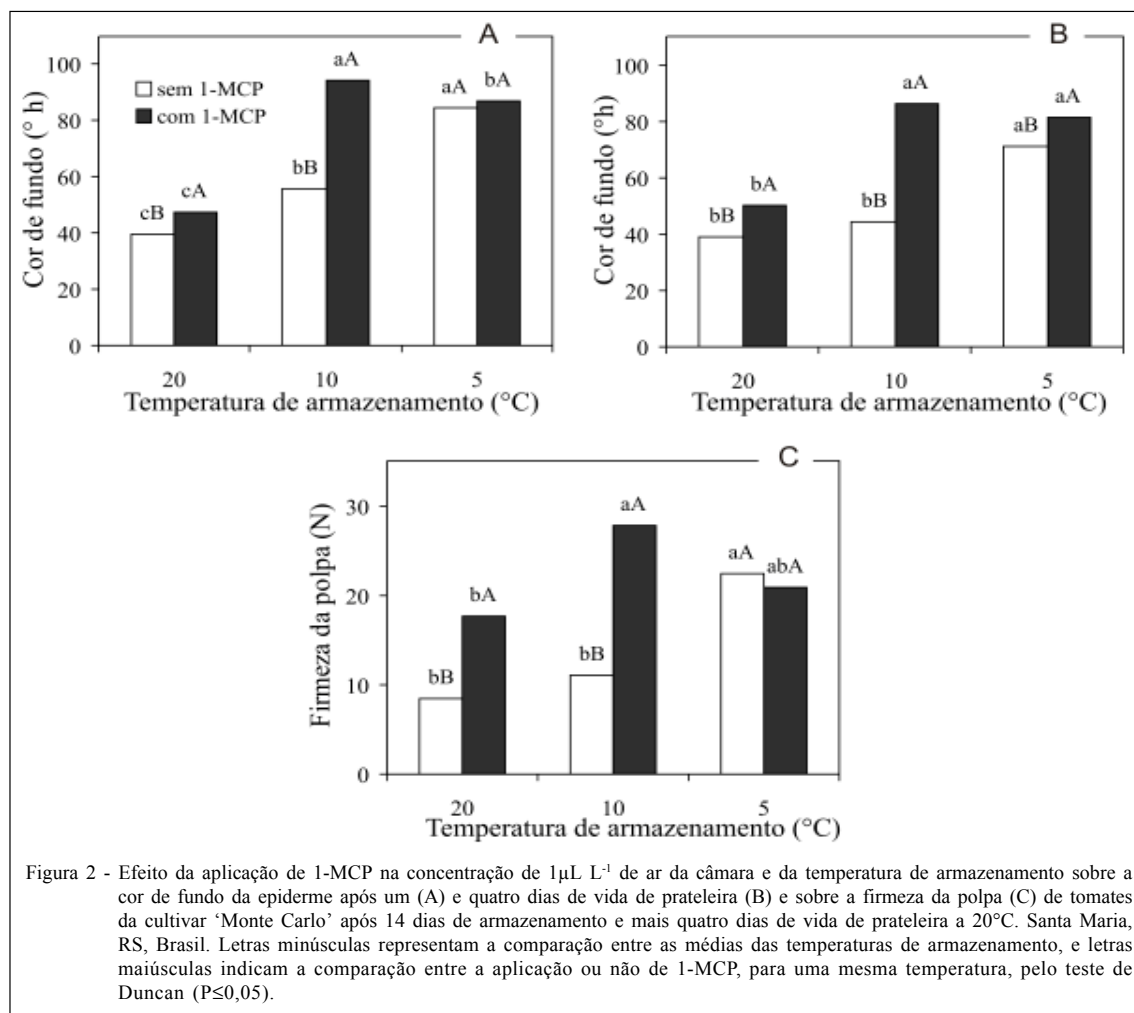 A
Cor de fundo (° h)
100
80
60
40
20
0
sem 1-MCP
com 1-MCP
cB
cA
bB
aA
aA
bA
20
10
5
Temperatura de armazenamento (°C)
B
Cor de fundo (°h)
100
80
60
40
20
0
bB
bA
bB
aA
aB
aA
20
10
5
Temperatura de armazenamento (°C)
C
Firmeza da polpa (N)
30
20
10
0
bB
bA
bB
aA
aA
abA
20
10
5
Temperatura de armazenamento (°C)
Figura 2 - Efeito da aplicação de 1-MCP na concentração de 1µL L-1 de ar da câmara e da temperatura de armazenamento sobre a
cor de fundo da epiderme após um (A) e quatro dias de vida de prateleira (B) e sobre a firmeza da polpa (C) de tomates
da cultivar ‘Monte Carlo’ após 14 dias de armazenamento e mais quatro dias de vida de prateleira a 20°C. Santa Maria,
RS, Brasil. Letras minúsculas representam a comparação entre as médias das temperaturas de armazenamento, e letras
maiúsculas indicam a comparação entre a aplicação ou não de 1-MCP, para uma mesma temperatura, pelo teste de
Duncan (P≤0,05).